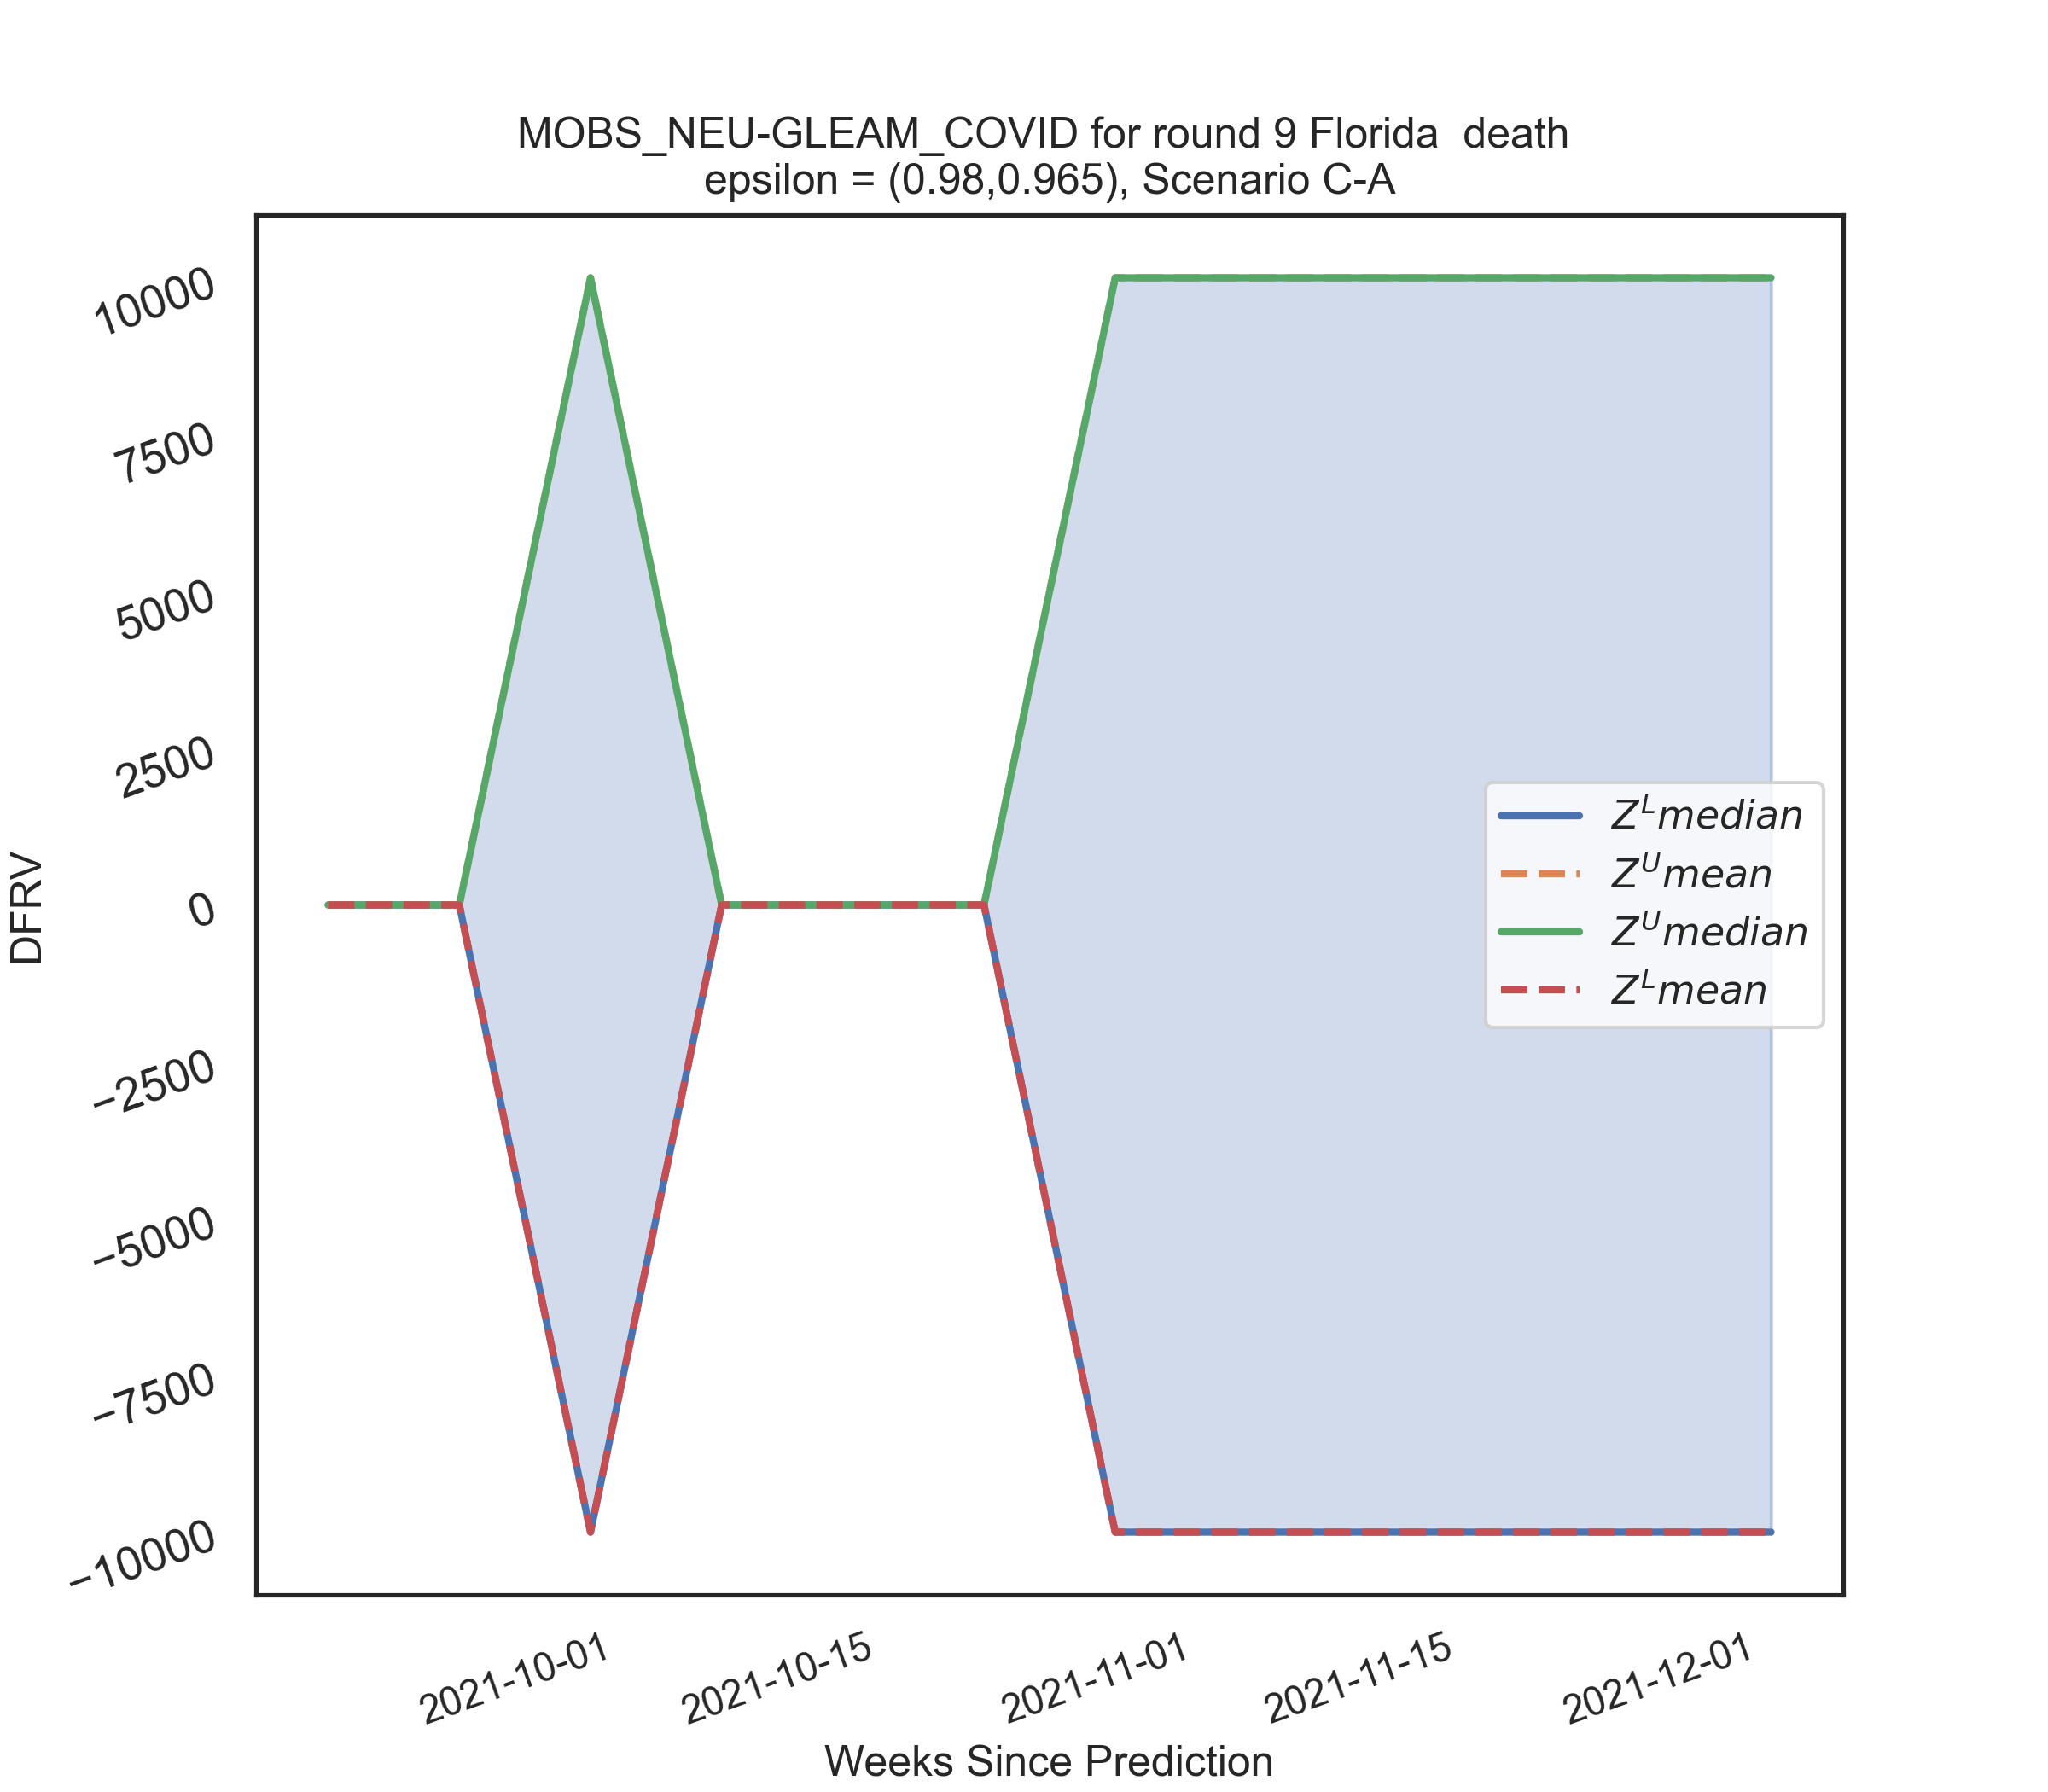 MOBS_NEU-GLEAM_COVID for round 9 Florida  death
epsilon = (0.98,0.965), Scenario C-A
10000
7500
5000
2500
0
−2500
−5000
−7500
−10000
DFRV
Z^L median
Z^U mean
Z^U median
Z^L mean
2021-10-01
2021-10-15
2021-11-01
2021-11-15
2021-12-01
Weeks Since Prediction